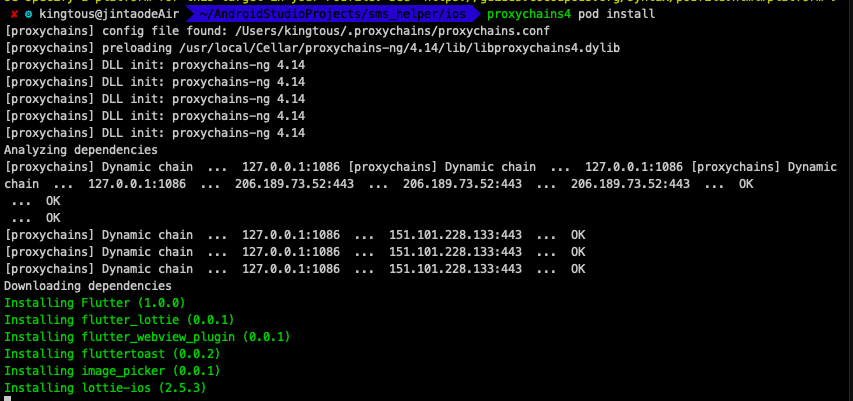 ✘ ⚙ kingtous@jintaodeAir ~/AndroidStudioProjects/sms_helper/ios proxychains4 pod install
[proxychains] config file found: /Users/kingtous/.proxychains/proxychains.conf
[proxychains] preloading /usr/local/Cellar/proxychains-ng/4.14/lib/libproxychains4.dylib
[proxychains] DLL init: proxychains-ng 4.14
[proxychains] DLL init: proxychains-ng 4.14
[proxychains] DLL init: proxychains-ng 4.14
[proxychains] DLL init: proxychains-ng 4.14
[proxychains] DLL init: proxychains-ng 4.14
Analyzing dependencies
[proxychains] Dynamic chain  ...  127.0.0.1:1086 [proxychains] Dynamic chain  ...  127.0.0.1:1086 [proxychains] Dynamic
chain  ...  127.0.0.1:1086  ...  206.189.73.52:443  ...  206.189.73.52:443  ...  206.189.73.52:443  ...  OK
 ...  OK
 ...  OK
[proxychains] Dynamic chain  ...  127.0.0.1:1086  ...  151.101.228.133:443  ...  OK
[proxychains] Dynamic chain  ...  127.0.0.1:1086  ...  151.101.228.133:443  ...  OK
[proxychains] Dynamic chain  ...  127.0.0.1:1086  ...  151.101.228.133:443  ...  OK
Downloading dependencies
Installing Flutter (1.0.0)
Installing flutter_lottie (0.0.1)
Installing flutter_webview_plugin (0.0.1)
Installing fluttertoast (0.0.2)
Installing image_picker (0.0.1)
Installing lottie-ios (2.5.3)